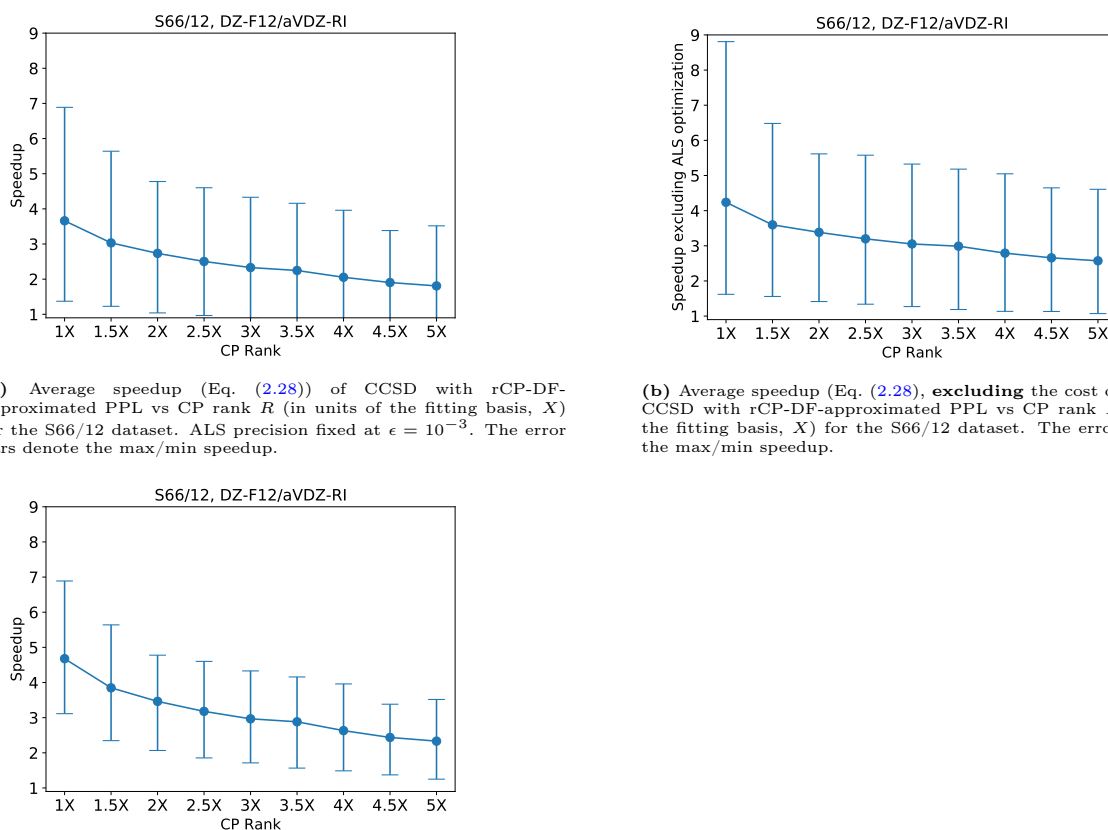 S66/12, DZ-F12/aVDZ-RI
Speedup
9
8
7
6
5
4
3
2
1
1X 1.5X 2X 2.5X 3X 3.5X 4X 4.5X 5X
CP Rank
) Average speedup (Eq. (2.28)) of CCSD with rCP-DF-
proximated PPL vs CP rank R (in units of the fitting basis, X)
r the S66/12 dataset. ALS precision fixed at ϵ = 10⁻³. The error
rs denote the max/min speedup.
S66/12, DZ-F12/aVDZ-RI
Speedup excluding ALS optimization
9
8
7
6
5
4
3
2
1
1X 1.5X 2X 2.5X 3X 3.5X 4X 4.5X 5X
CP Rank
(b) Average speedup (Eq. (2.28), excluding the cost o
CCSD with rCP-DF-approximated PPL vs CP rank
the fitting basis, X) for the S66/12 dataset. The erro
the max/min speedup.
S66/12, DZ-F12/aVDZ-RI
Speedup
9
8
7
6
5
4
3
2
1
1X 1.5X 2X 2.5X 3X 3.5X 4X 4.5X 5X
CP Rank